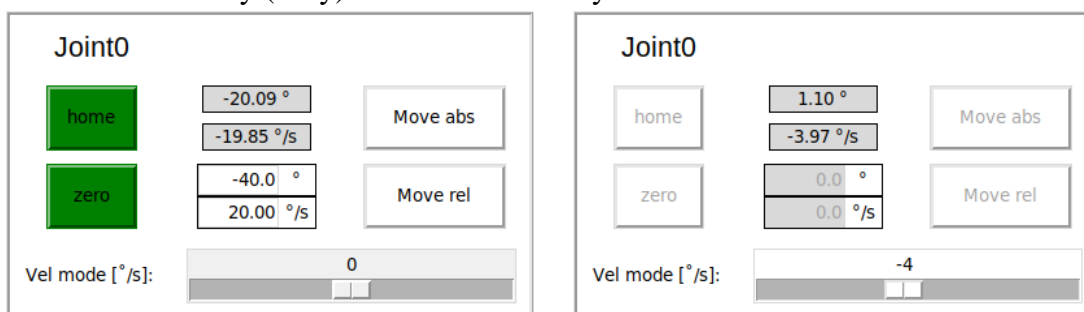 Joint0
home
-20.09 °
-19.85 °/s
Move abs
zero
-40.0 °
20.00 °/s
Move rel
Vel mode [°/s]:
0
Joint0
home
1.10 °
-3.97 °/s
Move abs
zero
0.0 °
0.0 °/s
Move rel
Vel mode [°/s]:
-4